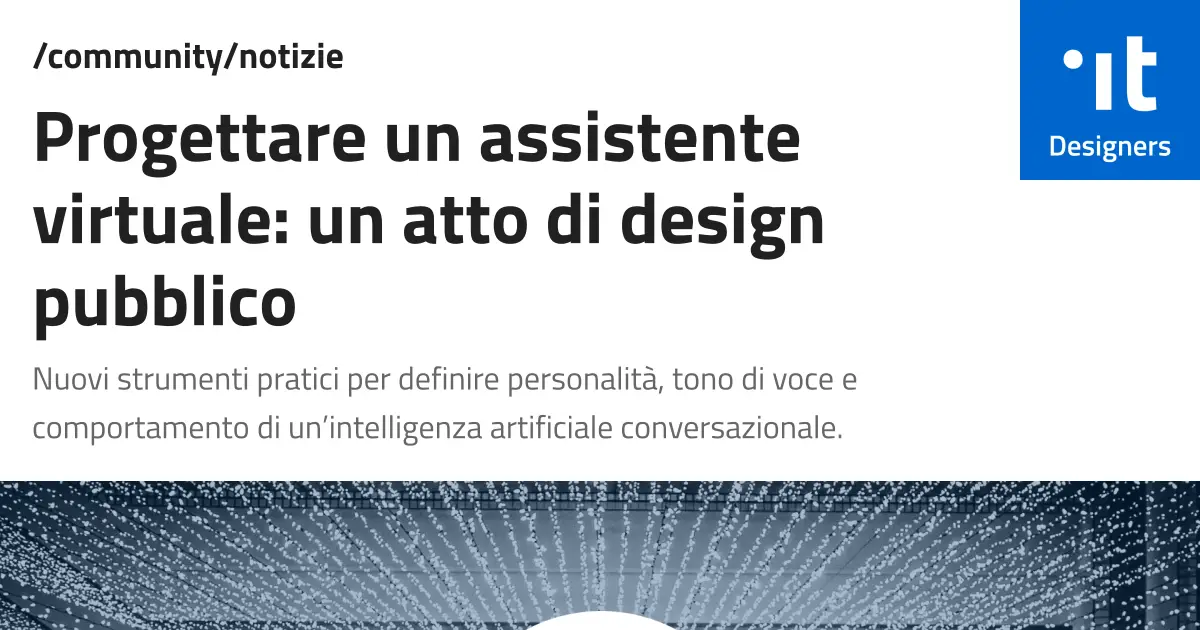 /community/notizie
Progettare un assistente
virtuale: un atto di design
pubblico
Nuovi strumenti pratici per definire personalità, tono di voce e
comportamento di un’intelligenza artificiale conversazionale.
it
Designers